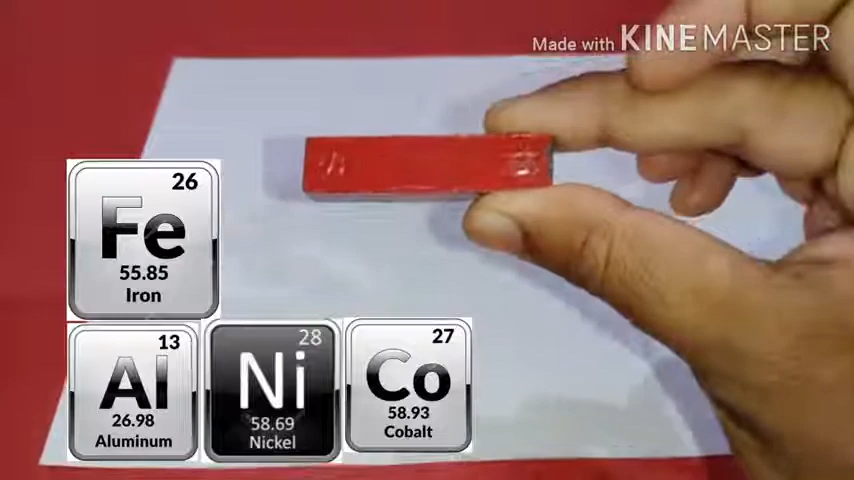 Made with KINEMASTER
26
Fe
55.85
Iron
13
Al
26.98
Aluminum
28
Ni
58.69
Nickel
27
Co
58.93
Cobalt